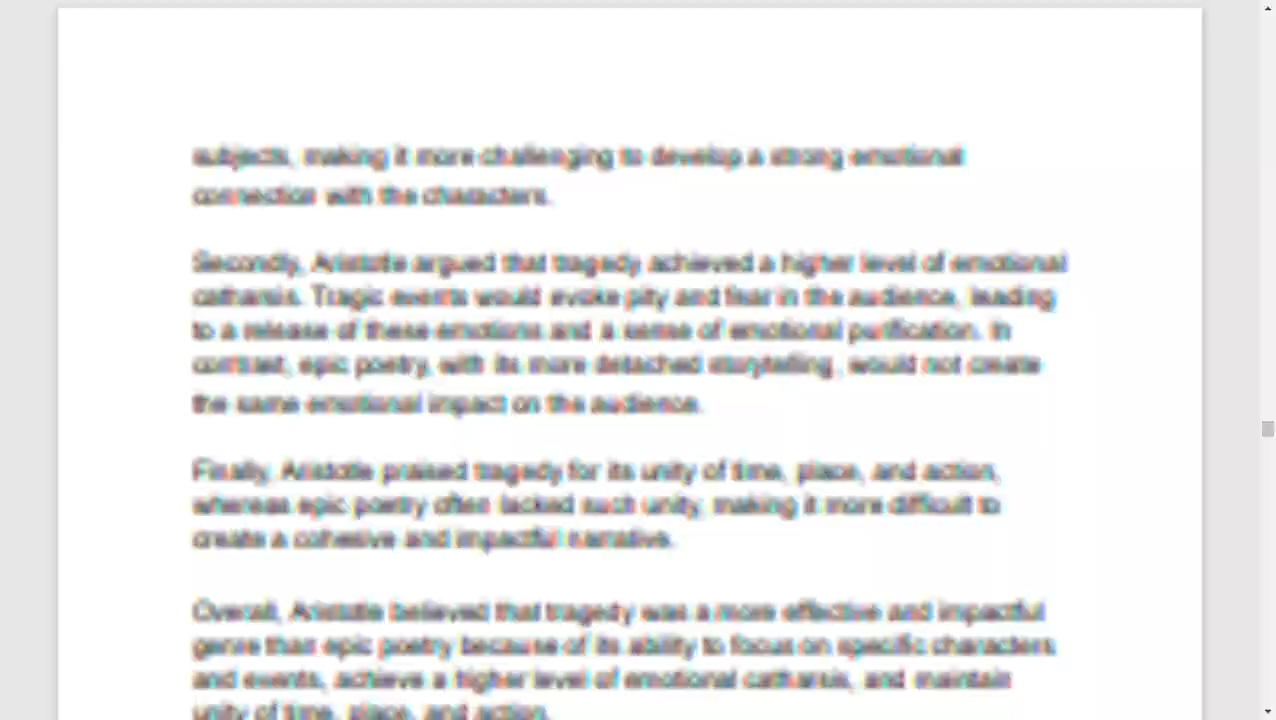 subjects, making it more challenging to develop a strong emotional
connection with the characters.
Secondly, Aristotle argued that tragedy achieved a higher level of emotional
catharsis. Tragic events would evoke pity and fear in the audience, leading
to a release of these emotions and a sense of emotional purification. In
contrast, epic poetry, with its more detached storytelling, would not create
the same emotional impact on the audience.
Finally, Aristotle praised tragedy for its unity of time, place, and action,
whereas epic poetry often lacked such unity, making it more difficult to
create a cohesive and impactful narrative.
Overall, Aristotle believed that tragedy was a more effective and impactful
genre than epic poetry because of its ability to focus on specific characters
and events, achieve a higher level of emotional catharsis, and maintain
unity of time, place, and action.